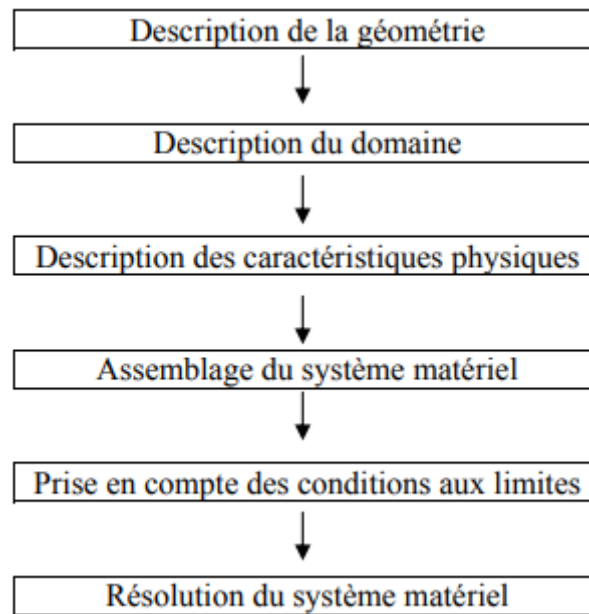 Description de la géométrie
Description du domaine
Description des caractéristiques physiques
Assemblage du système matériel
Prise en compte des conditions aux limites
Résolution du système matériel